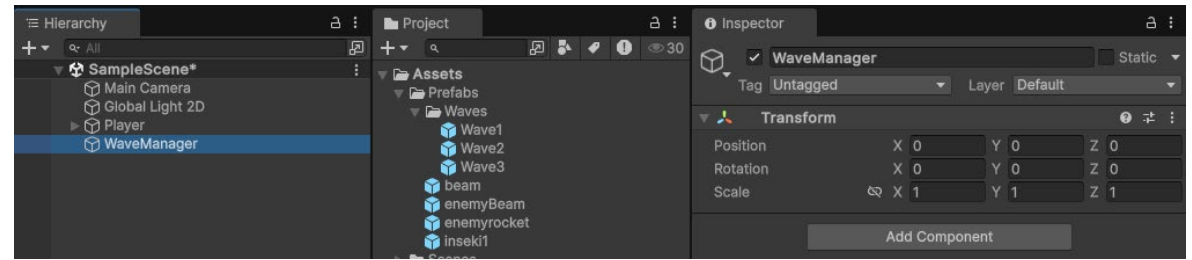 Hierarchy
All
SampleScene*
Main Camera
Global Light 2D
Player
WaveManager
Project
30
Assets
Prefabs
Waves
Wave1
Wave2
Wave3
beam
enemyBeam
enemyrocket
inseki1
Scenes
Inspector
WaveManager Static
Tag Untagged Layer Default
Transform
Position X 0 Y 0 Z 0
Rotation X 0 Y 0 Z 0
Scale X 1 Y 1 Z 1
Add Component